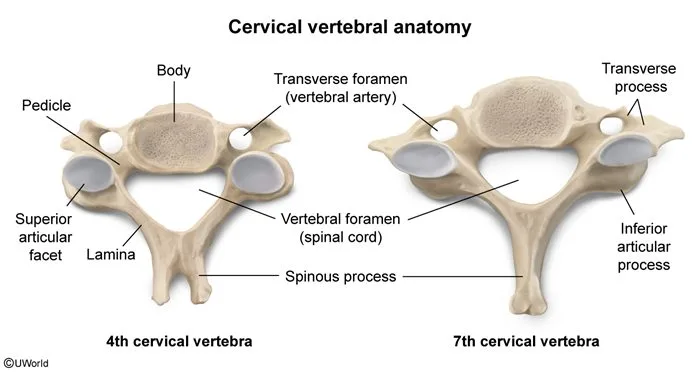 Cervical vertebral anatomy
Body
Pedicle
Transverse foramen
(vertebral artery)
Transverse
process
Superior
articular
facet
Lamina
Vertebral foramen
(spinal cord)
Spinous process
Inferior
articular
process
4th cervical vertebra
7th cervical vertebra
©UWorld